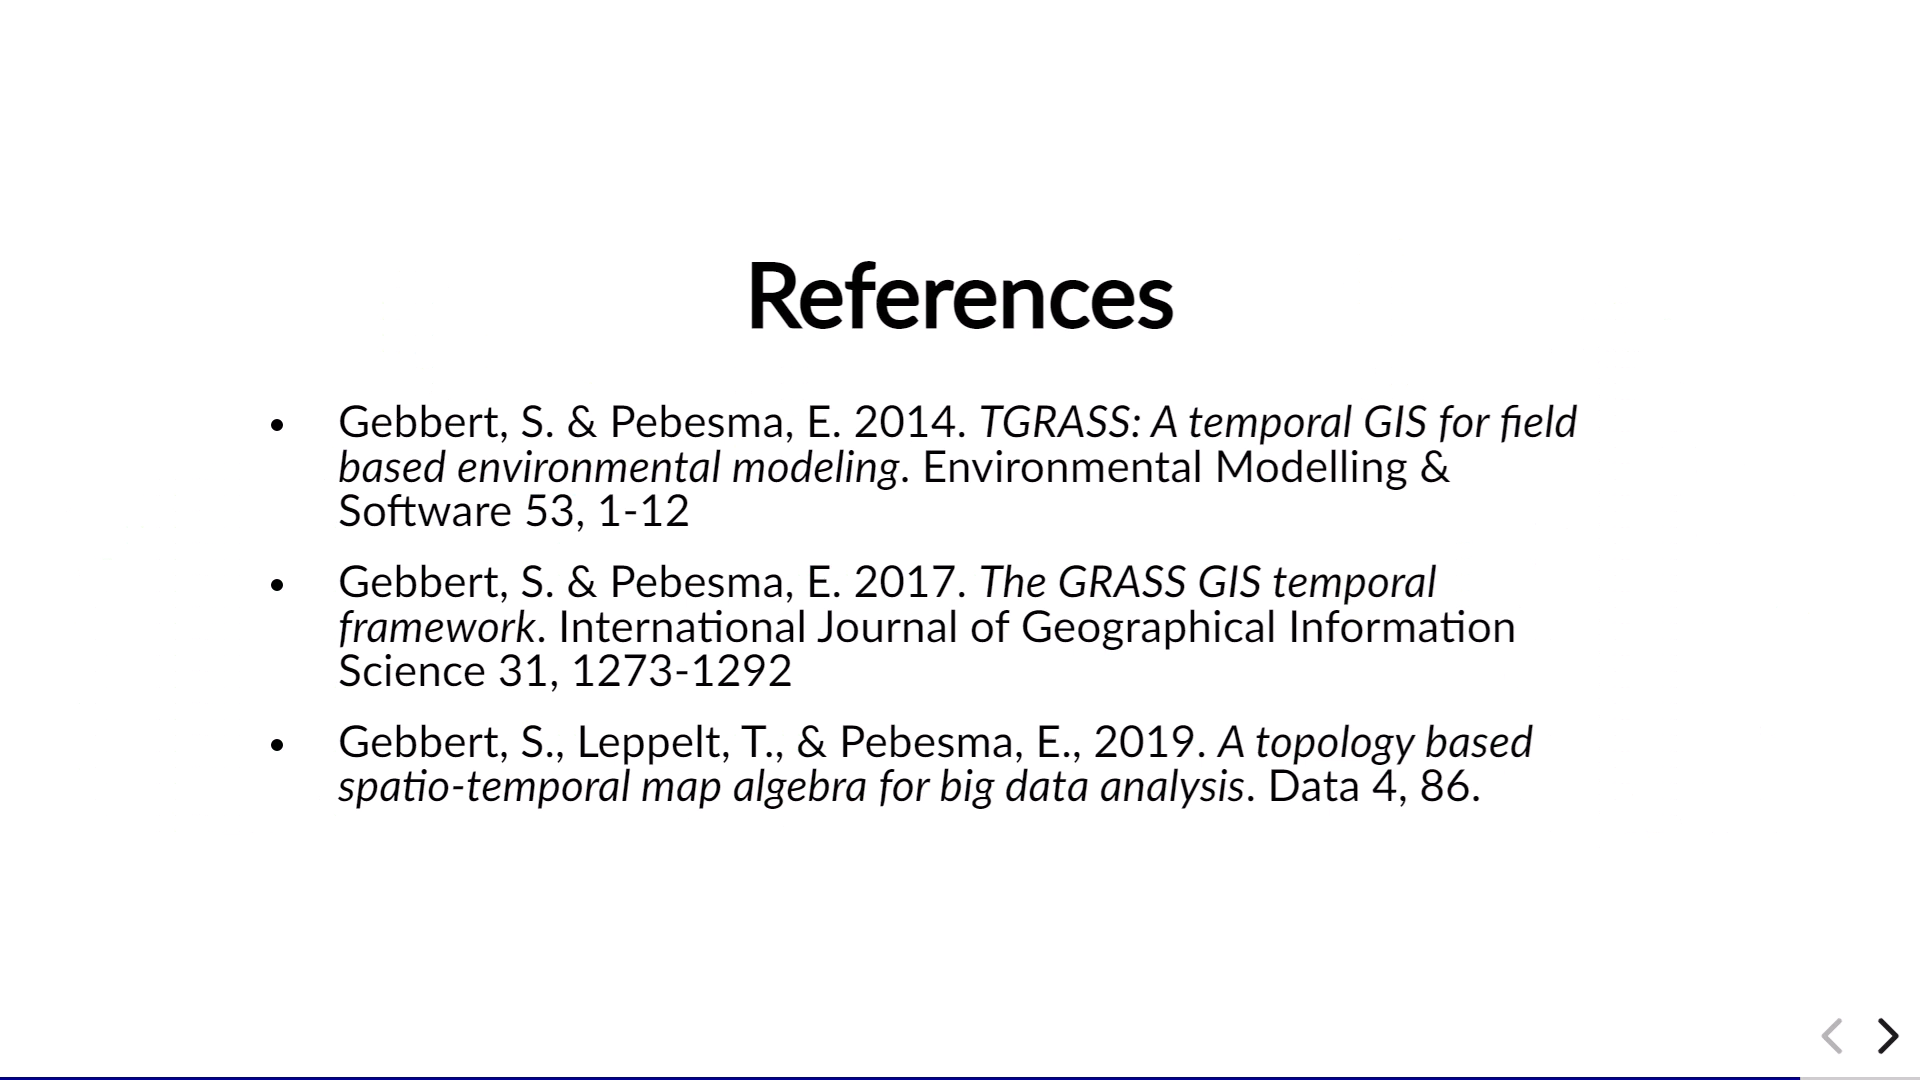 References
• Gebbert, S. & Pebesma, E. 2014. TGRASS: A temporal GIS for field
based environmental modeling. Environmental Modelling &
Software 53, 1-12
• Gebbert, S. & Pebesma, E. 2017. The GRASS GIS temporal
framework. International Journal of Geographical Information
Science 31, 1273-1292
• Gebbert, S., Leppelt, T., & Pebesma, E., 2019. A topology based
spatio-temporal map algebra for big data analysis. Data 4, 86.